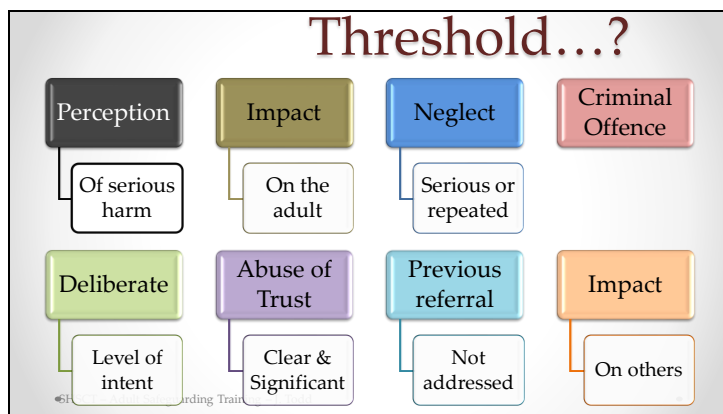 Threshold…?
Perception
Impact
Neglect
Criminal
Offence
Of serious
harm
On the
adult
Serious or
repeated
Deliberate
Abuse of
Trust
Previous
referral
Impact
Level of
intent
Clear &
Significant
Not
addressed
On others
Adult Safeguarding Training